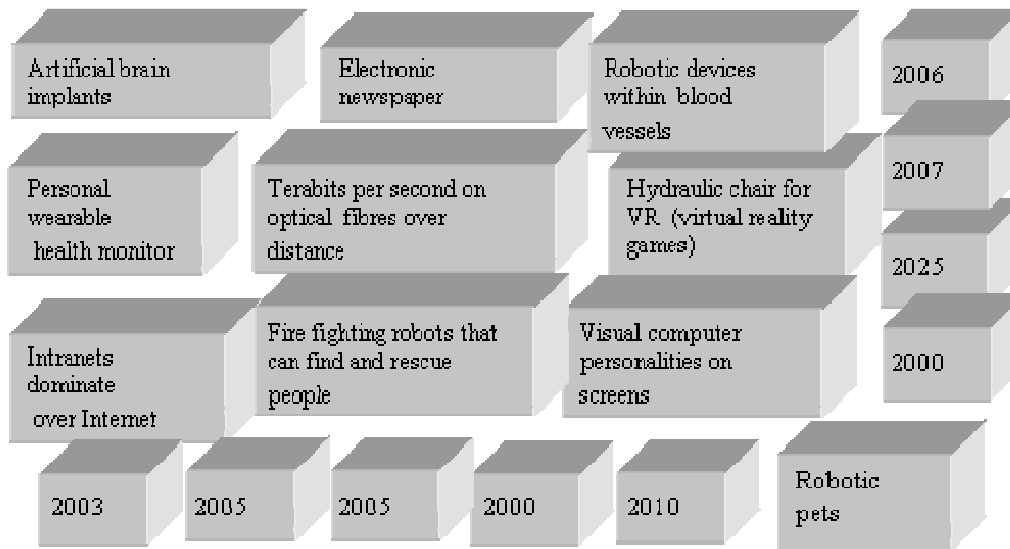 Artificial brain
implants
Electronic
newspaper
Robotic devices
within blood
vessels
2006
2007
Personal
wearable
health monitor
Terabits per second on
optical fibres over
distance
Hydraulic chair for
VR (virtual reality
games)
2025
Intranets
dominate
over Internet
Fire fighting robots that
can find and rescue
people
Visual computer
personalities on
screens
2000
2003
2005
2005
2000
2010
Robotic
pets